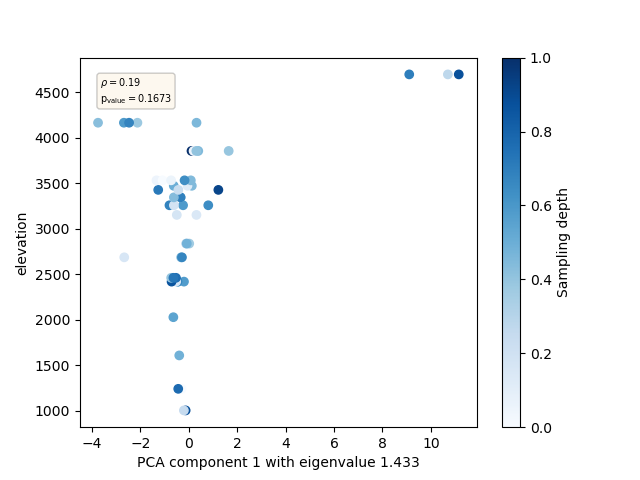 ρ = 0.19
p_value = 0.1673
4500
4000
3500
3000
2500
2000
1500
1000
elevation
−4 −2 0 2 4 6 8 10
PCA component 1 with eigenvalue 1.433
1.0
0.8
0.6
0.4
0.2
0.0
Sampling depth